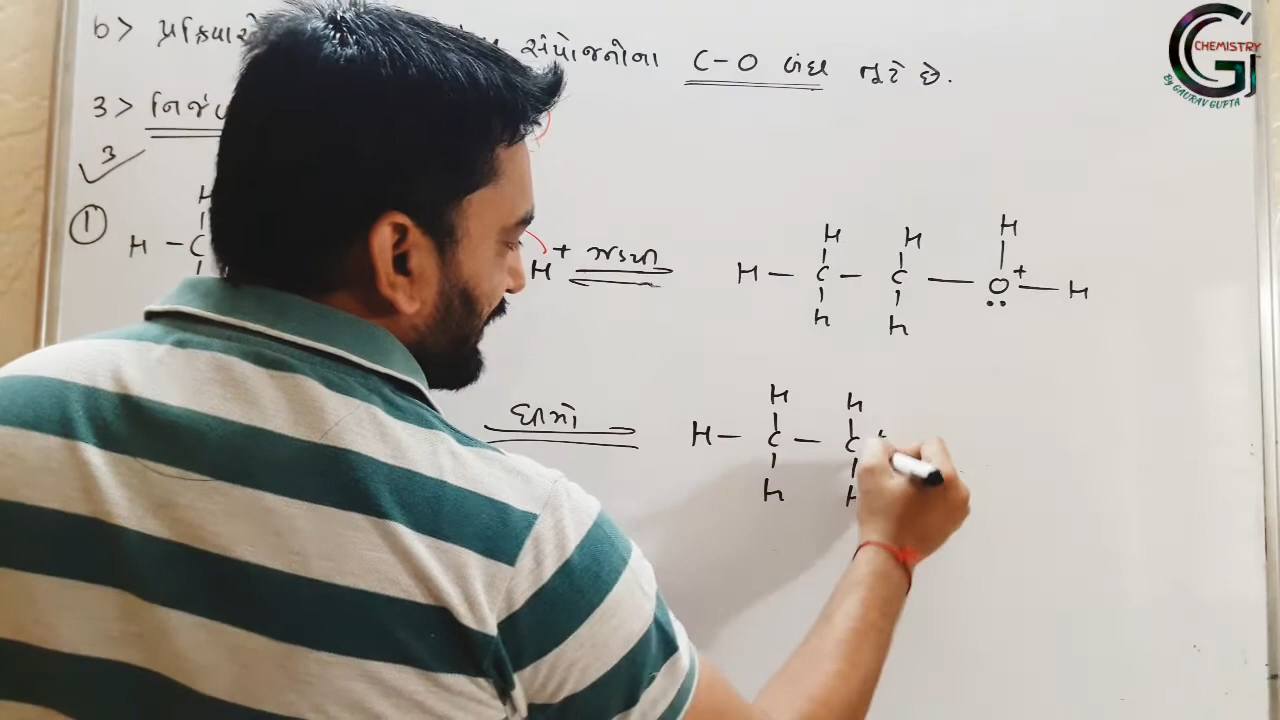 b> પ્રક્રિયા સંયોજનોના C-O બંધ તૂટે છે.
CHEMISTRY
By GAURAV GUPTA
3>
3
①
H
H - C
H+ ઝડપી
H H H
H - C - C - O+ - H
H H
ધીમો
H H
H - C - C
H H